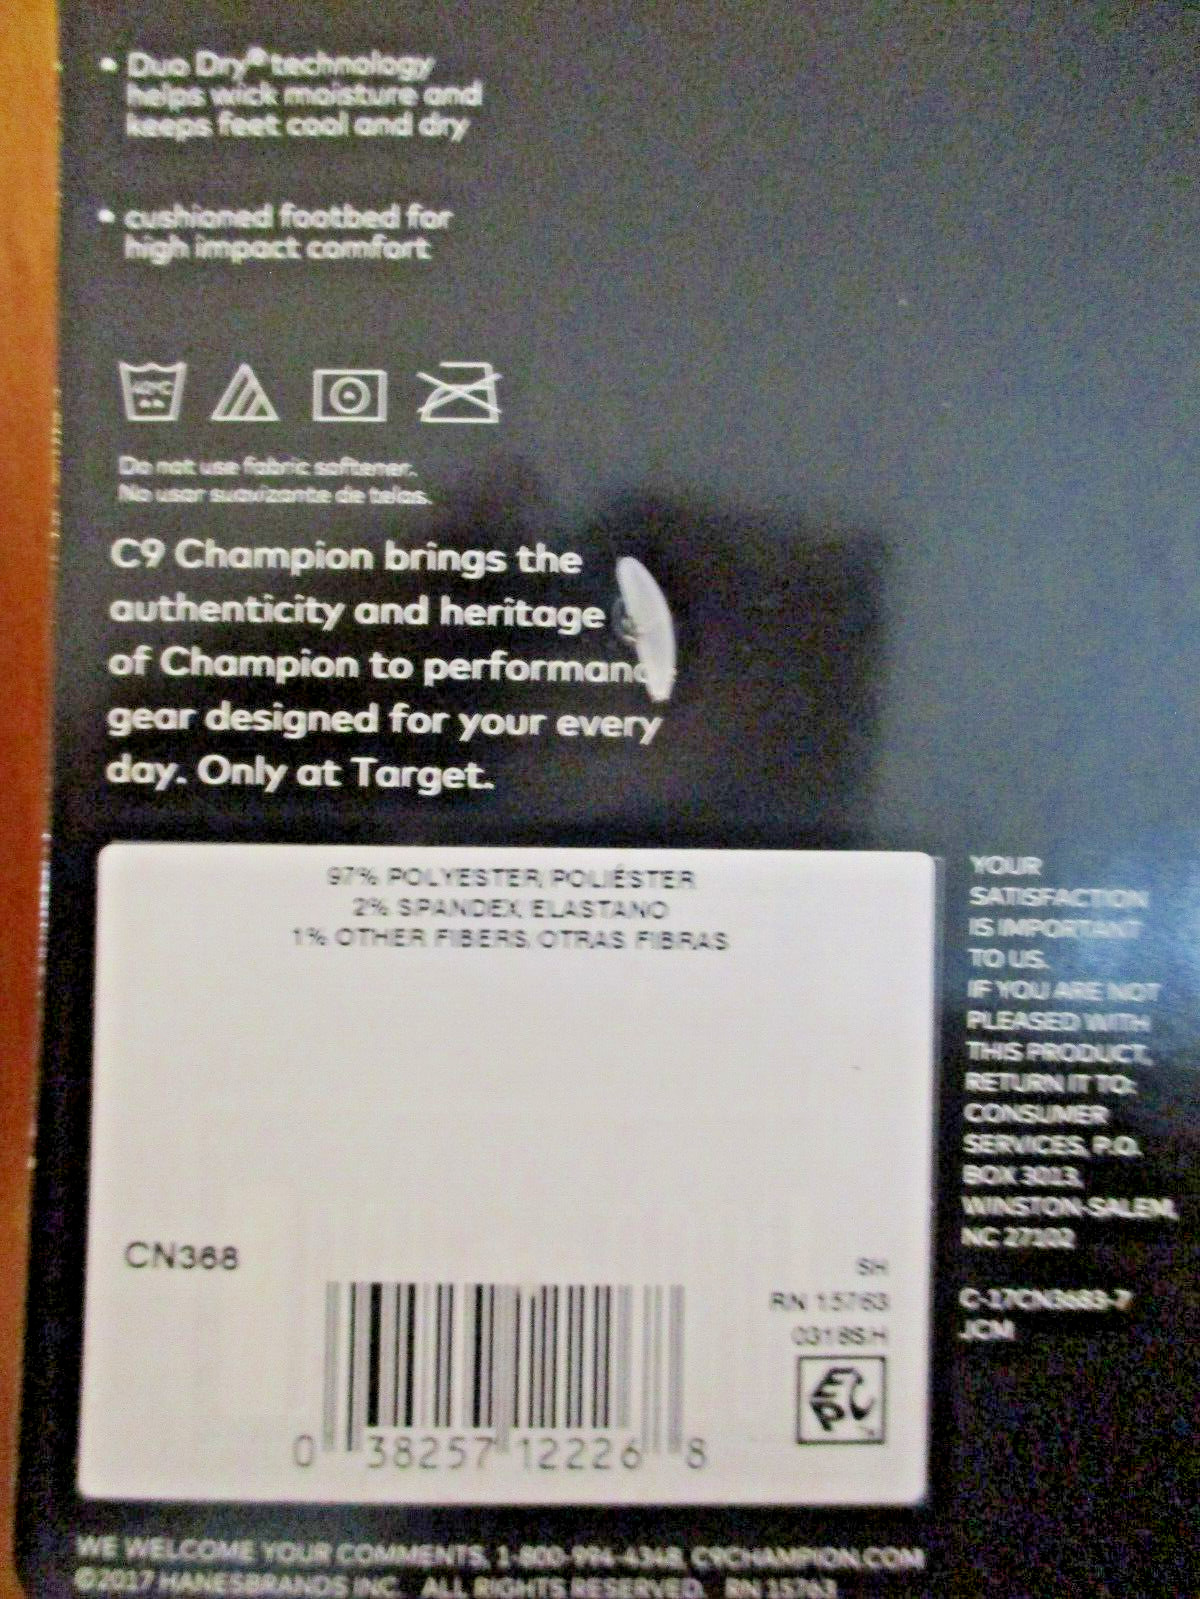 • Duo Dry® technology
helps wick moisture and
keeps feet cool and dry
• cushioned footbed for
high impact comfort
Do not use fabric softener.
No usar suavizante de telas.
C9 Champion brings the
authenticity and heritage
of Champion to performanc
gear designed for your every
day. Only at Target.
97% POLYESTER/POLIÉSTER
2% SPANDEX/ELASTANO
1% OTHER FIBERS/OTRAS FIBRAS
CN368
SH
RN 15763
0318SH
0 38257 12226 8
YOUR
SATISFACTION
IS IMPORTANT
TO US.
IF YOU ARE NOT
PLEASED WITH
THIS PRODUCT,
RETURN IT TO:
CONSUMER
SERVICES, P.O.
BOX 3013,
WINSTON-SALEM,
NC 27102
C-17CN3683-7
JCM
WE WELCOME YOUR COMMENTS, 1-800-994-4348, C9CHAMPION.COM
©2017 HANESBRANDS INC. ALL RIGHTS RESERVED. RN 15763